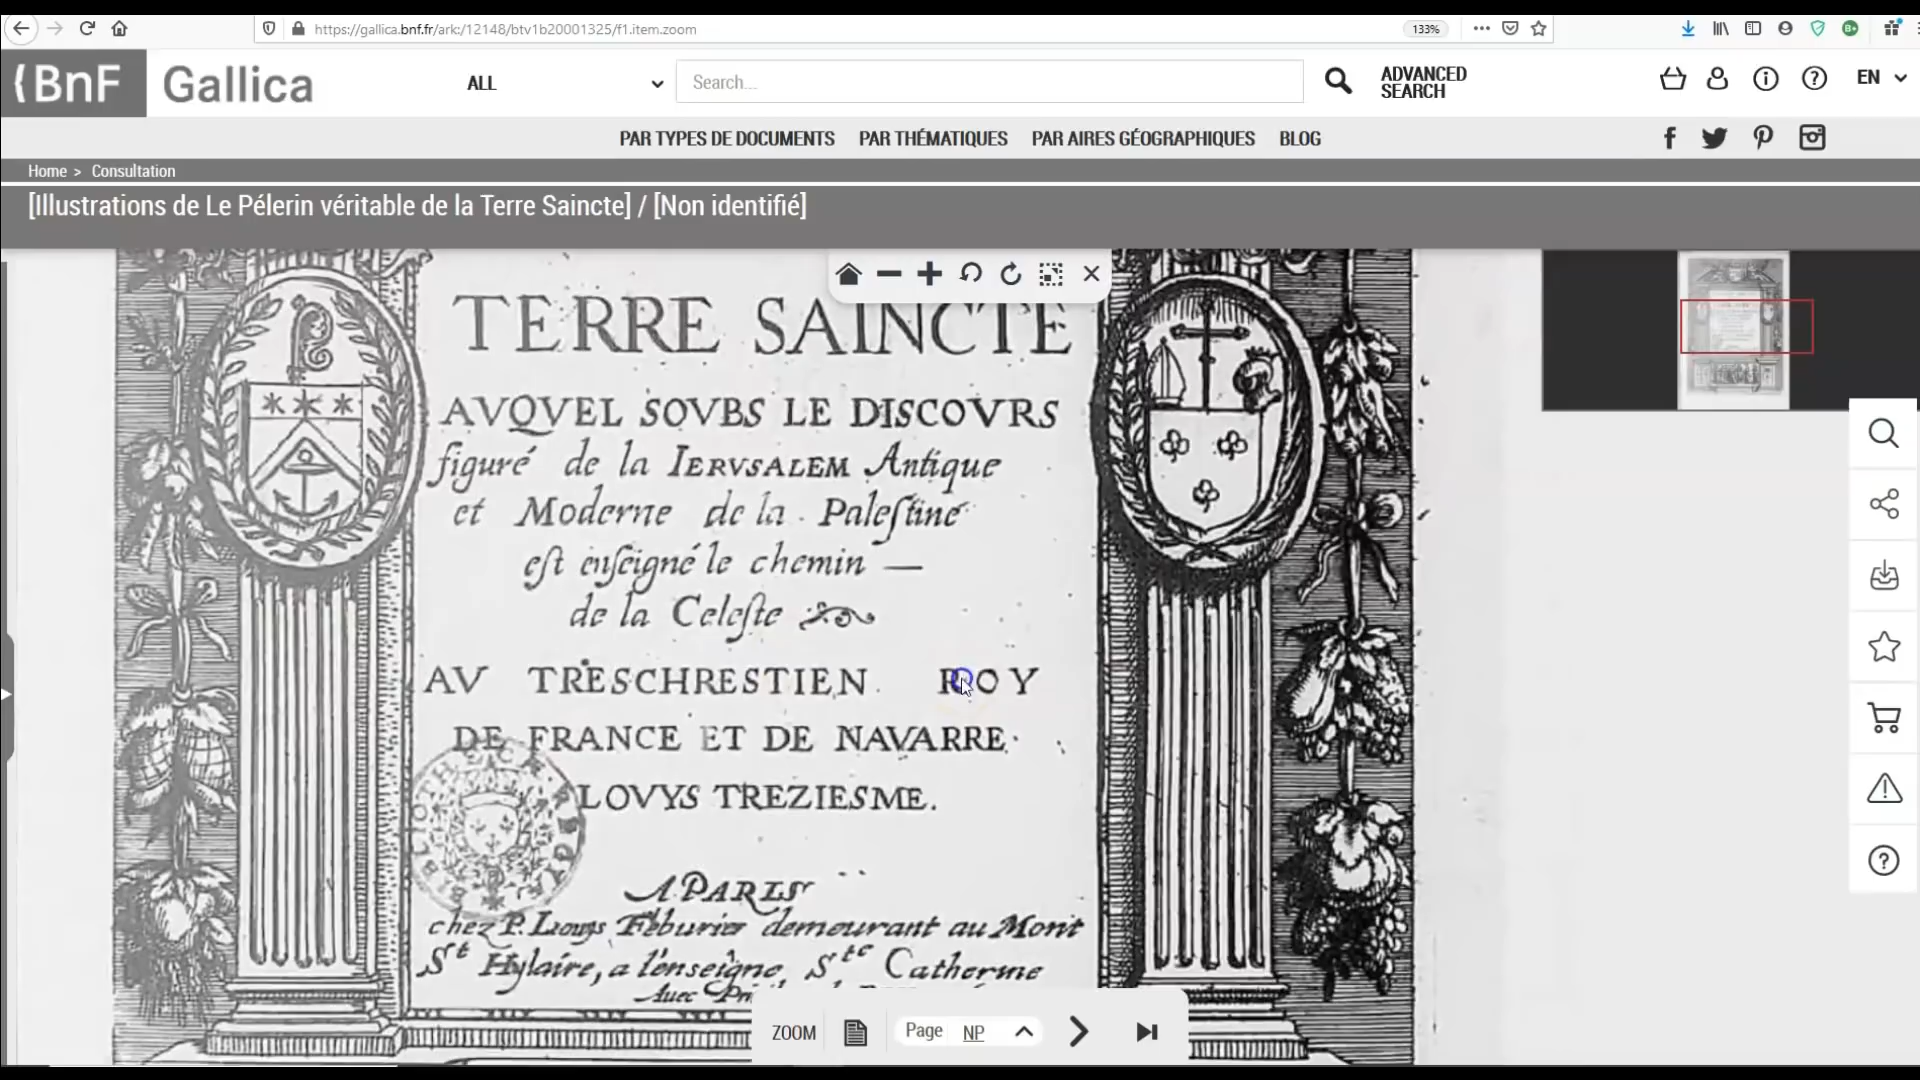 https://gallica.bnf.fr/ark:/12148/btv1b20001325/f1.item.zoom
133%
{BnF Gallica
ALL
Search...
ADVANCED
SEARCH
EN
PAR TYPES DE DOCUMENTS PAR THÉMATIQUES PAR AIRES GÉOGRAPHIQUES BLOG
Home > Consultation
[Illustrations de Le Pélerin véritable de la Terre Saincte] / [Non identifié]
TERRE SAINCTE
AVQVEL SOVBS LE DISCOVRS
figuré de la IERVSALEM Antique
et Moderne de la Paleſtine
eſt enſeigné le chemin —
de la Celeſte
AV TRESCHRESTIEN ROY
DE FRANCE ET DE NAVARRE
LOVYS TREZIESME.
A PARIS
chez P. Louys Féburier demeurant au Mont
St Hylaire, a l'enseigne, Ste Catherine
Auec
ZOOM
Page NP